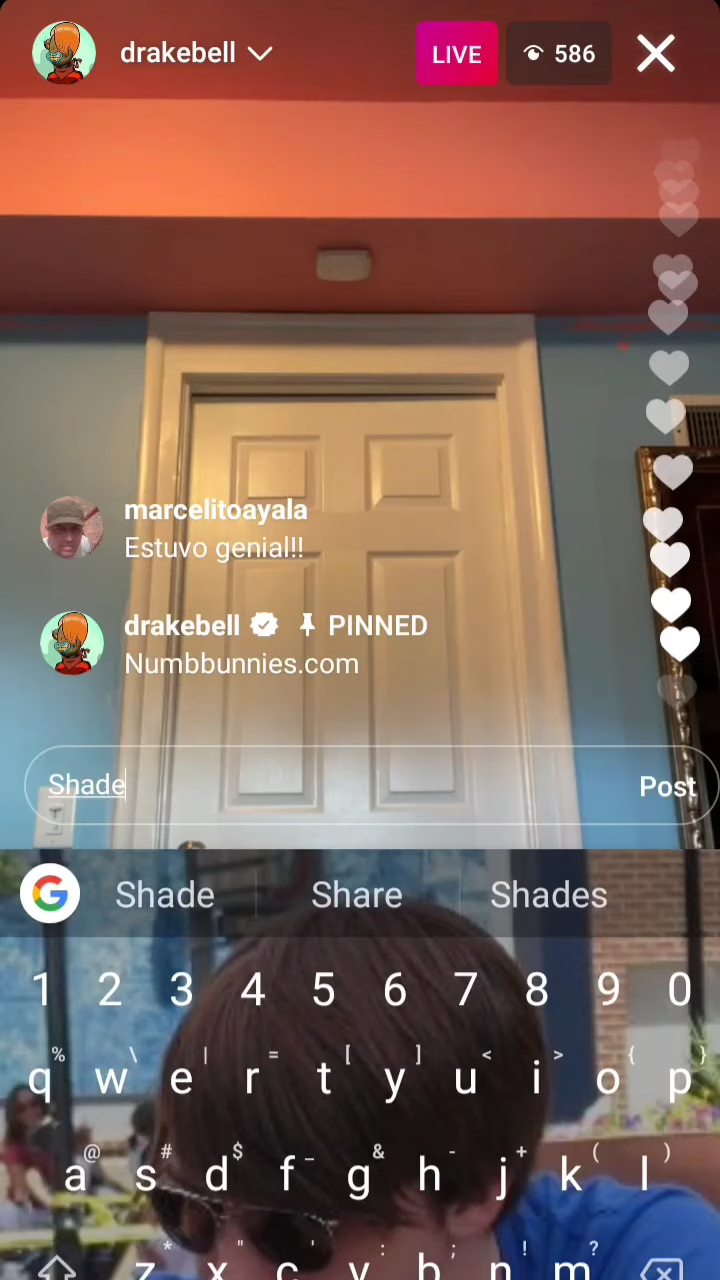 drakebell
LIVE
586
marcelitoayala
Estuvo genial!!
drakebell PINNED
Numbbunnies.com
Shade
Post
Shade Share Shades
1 2 3 4 5 6 7 8 9 0
% \ | = [ ] < > { }
q w e r t y u i o p
@ # $ _ & - + ( )
a s d f g h j k l
* " ' : ; ! ?
z x c v b n m